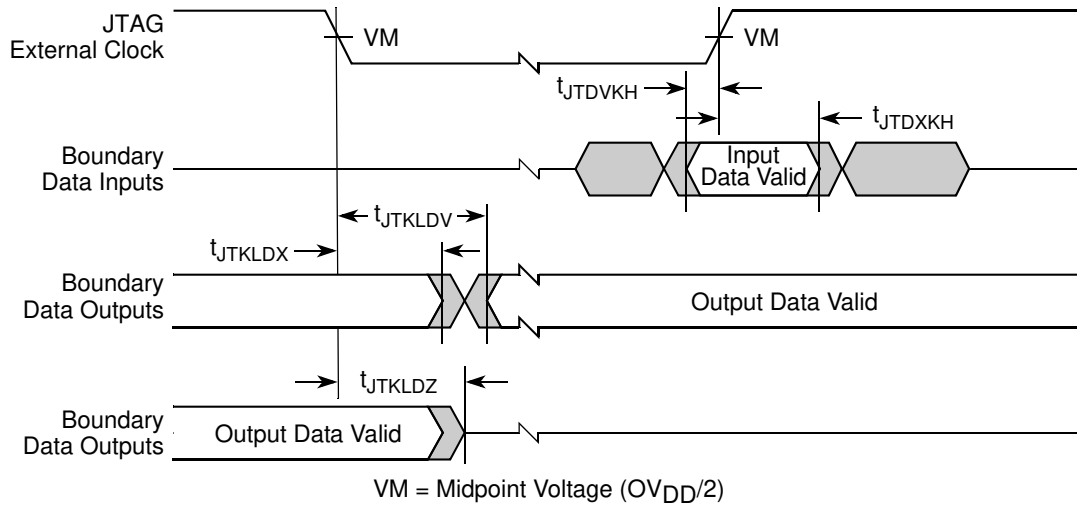 JTAG
External Clock
VM
VM
tJTDVKH
tJTDXKH
Boundary
Data Inputs
Input
Data Valid
tJTKLDV
tJTKLDX
Boundary
Data Outputs
Output Data Valid
tJTKLDZ
Boundary
Data Outputs
Output Data Valid
VM = Midpoint Voltage (OVDD/2)